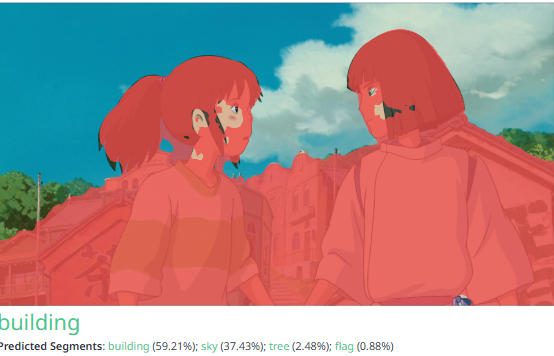 building
Predicted Segments: building (59.21%); sky (37.43%); tree (2.48%); flag (0.88%)